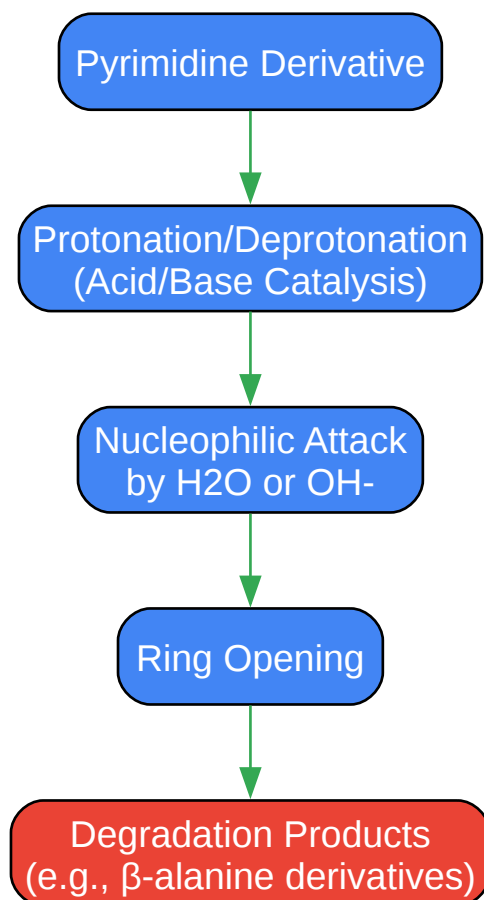 Pyrimidine Derivative
Protonation/Deprotonation
(Acid/Base Catalysis)
Nucleophilic Attack
by H2O or OH-
Ring Opening
Degradation Products
(e.g., β-alanine derivatives)